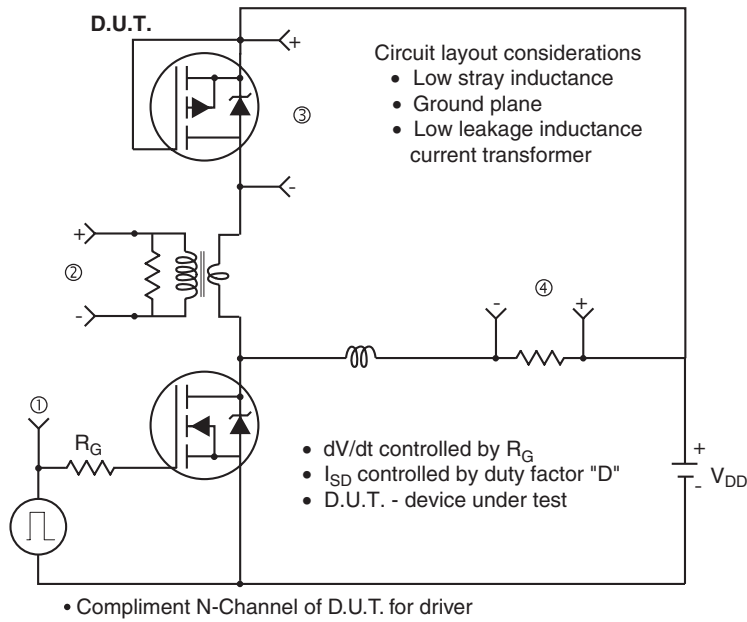 D.U.T.
+
Circuit layout considerations
• Low stray inductance
• Ground plane
• Low leakage inductance
current transformer
③
-
+
②
-
④
-
+
①
R_G
• dV/dt controlled by R_G
• I_SD controlled by duty factor "D"
• D.U.T. - device under test
+
V_DD
-
• Compliment N-Channel of D.U.T. for driver